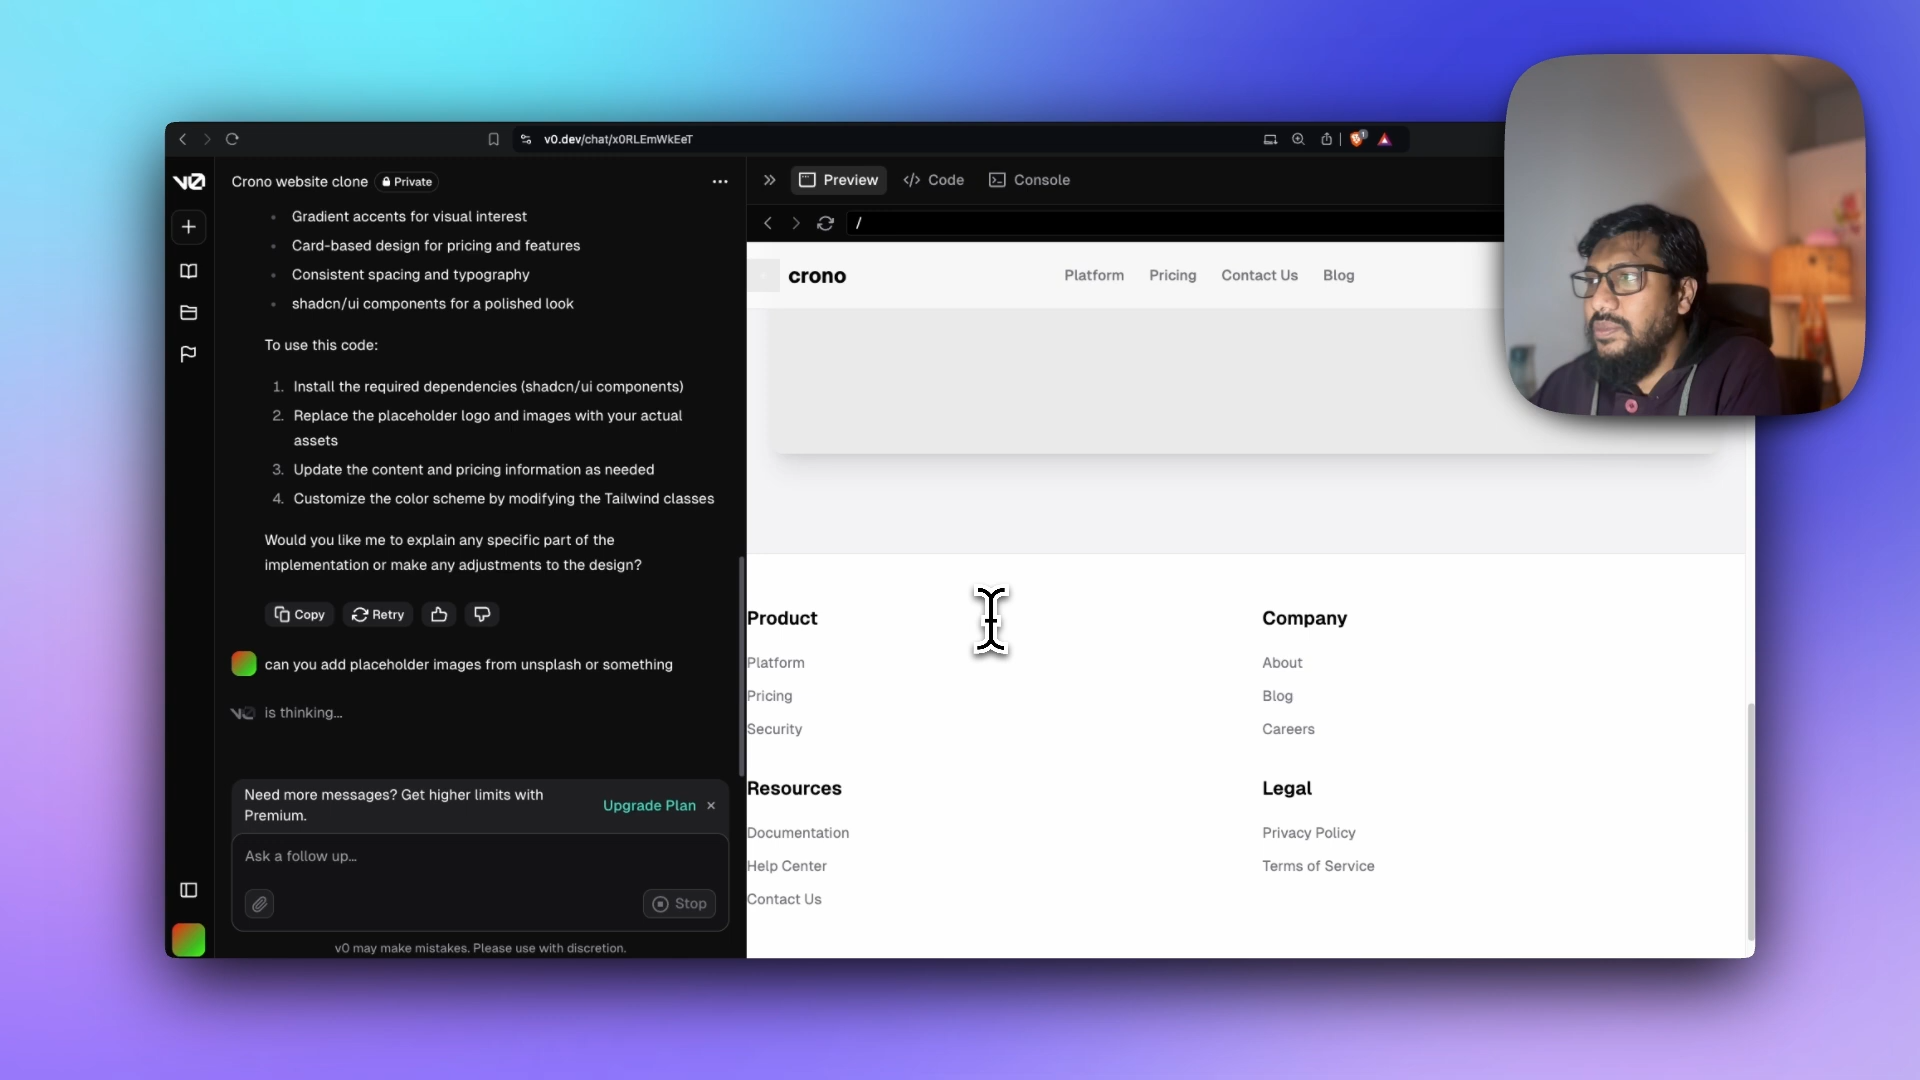 v0.dev/chat/x0RLEmWkEeT
v0
Crono website clone
Private
Gradient accents for visual interest
Card-based design for pricing and features
Consistent spacing and typography
shadcn/ui components for a polished look
To use this code:
1. Install the required dependencies (shadcn/ui components)
2. Replace the placeholder logo and images with your actual
assets
3. Update the content and pricing information as needed
4. Customize the color scheme by modifying the Tailwind classes
Would you like me to explain any specific part of the
implementation or make any adjustments to the design?
Copy
Retry
can you add placeholder images from unsplash or something
v0 is thinking...
Need more messages? Get higher limits with
Premium.
Upgrade Plan
Ask a follow up...
Stop
v0 may make mistakes. Please use with discretion.
Preview
Code
Console
/
crono
Platform
Pricing
Contact Us
Blog
Product
Platform
Pricing
Security
Company
About
Blog
Careers
Resources
Documentation
Help Center
Contact Us
Legal
Privacy Policy
Terms of Service